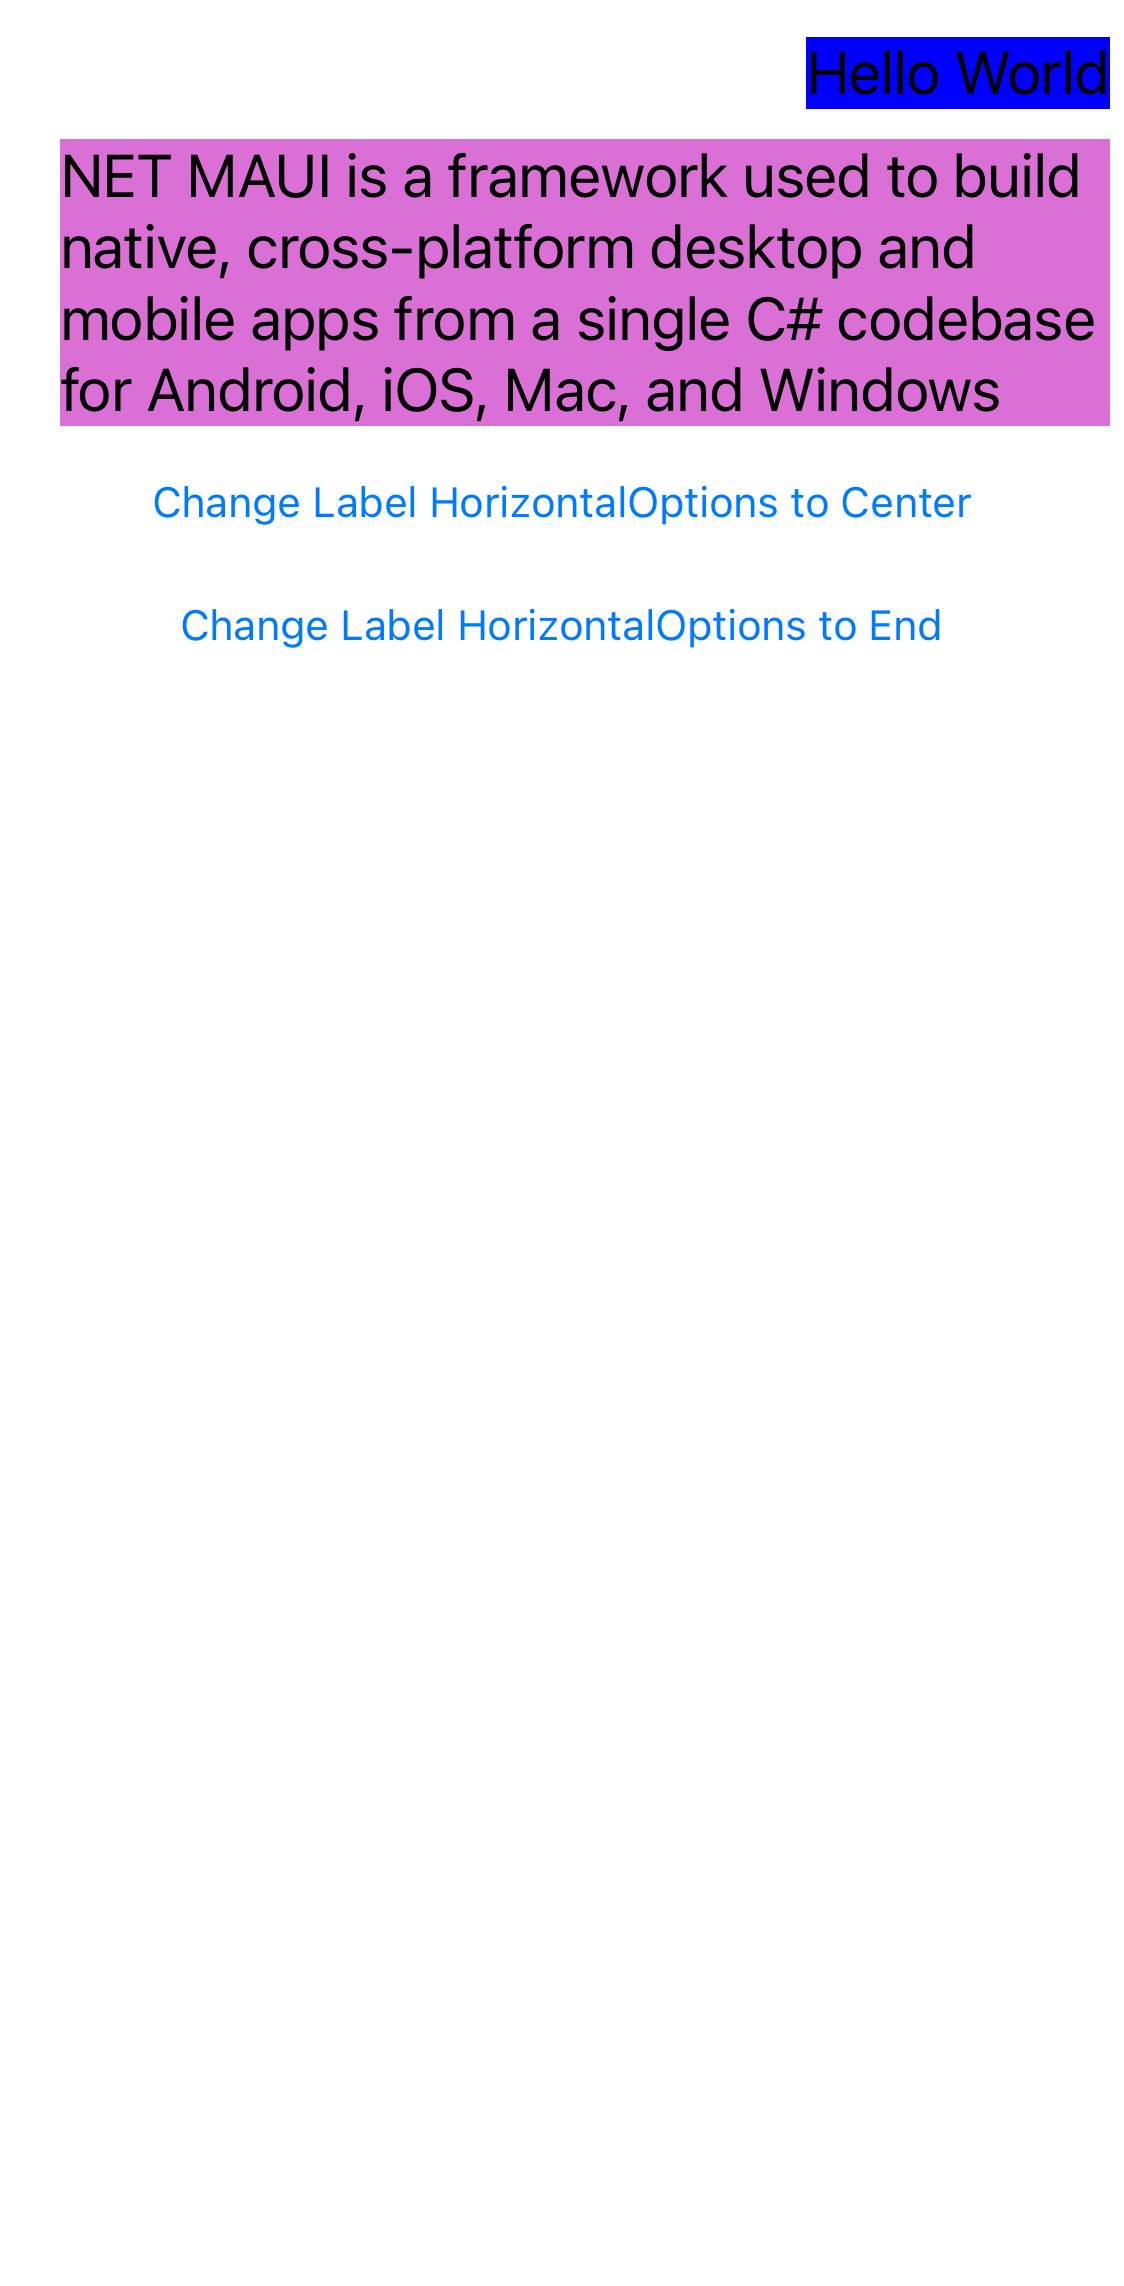 Hello World
NET MAUI is a framework used to build
native, cross-platform desktop and
mobile apps from a single C# codebase
for Android, iOS, Mac, and Windows
Change Label HorizontalOptions to Center
Change Label HorizontalOptions to End